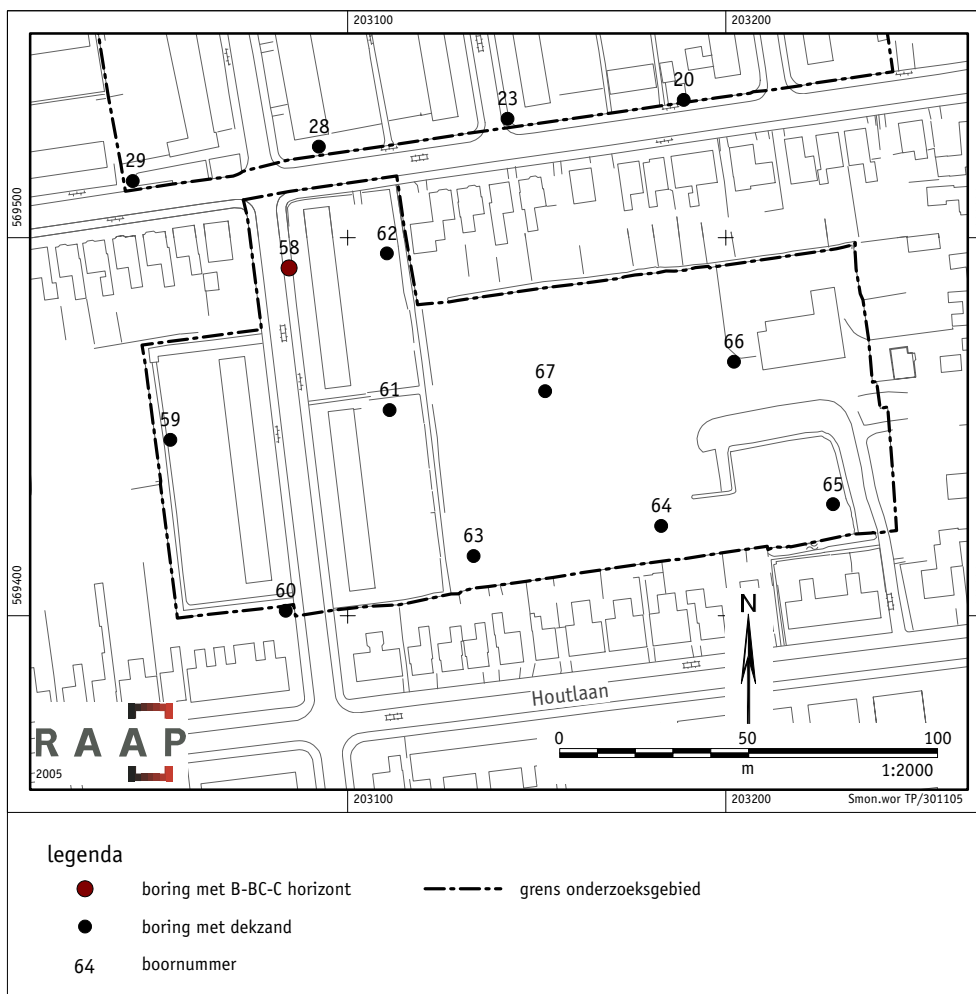 203100 203200
20
23
28
29
569500
58
62
66
67
61
59
65
64
63
569400
60
N
Houtlaan
RAAP
2005
0 50 100
m 1:2000
203100 203200 Smon.wor TP/301105
legenda
boring met B-BC-C horizont grens onderzoeksgebied
boring met dekzand
64 boornummer